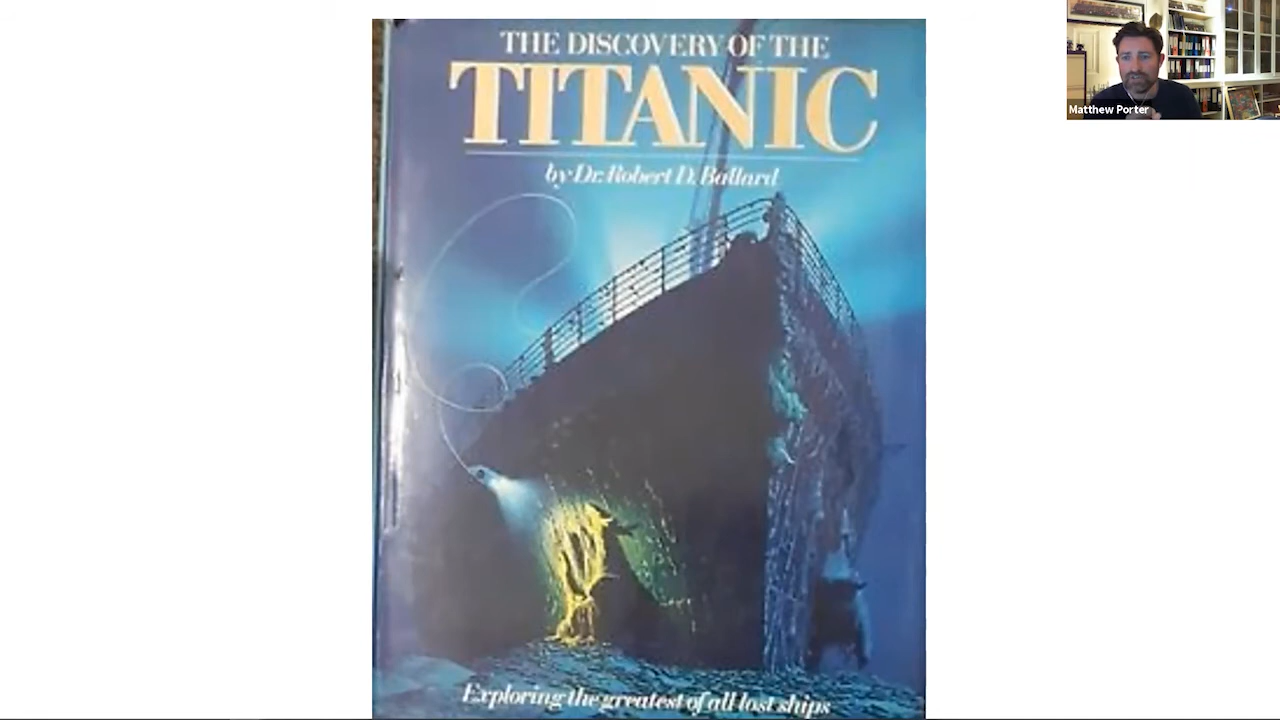 THE DISCOVERY OF THE
TITANIC
by Dr. Robert D. Ballard
Exploring the greatest of all lost ships
Matthew Porter